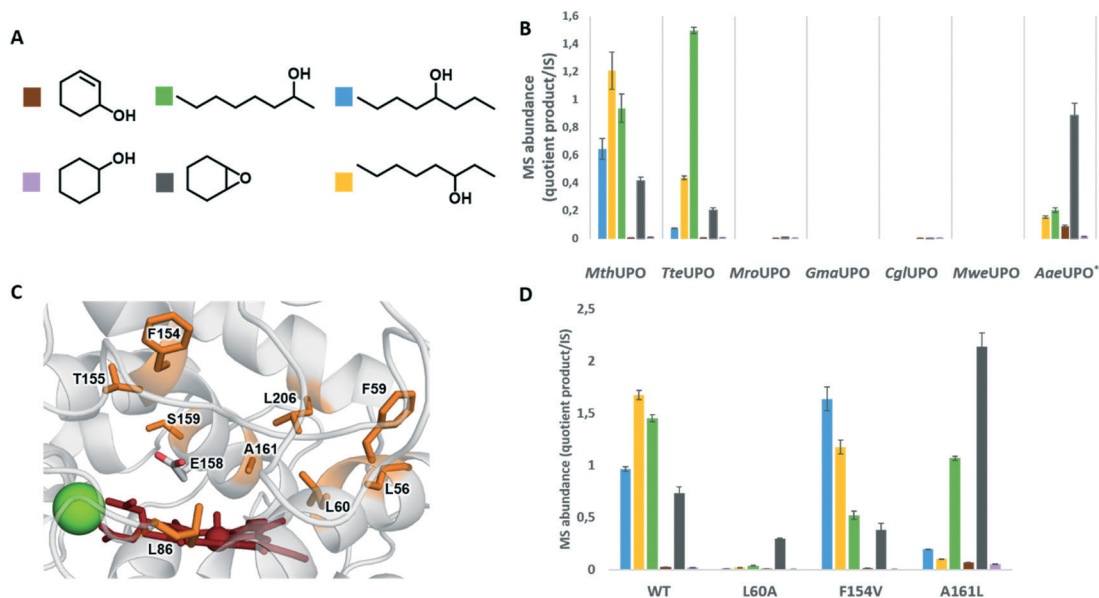 A
OH
OH
OH
OH
O
OH
B
MS abundance
(quotient product/IS)
1,6
1,4
1,2
1
0,8
0,6
0,4
0,2
0
MthUPO
TteUPO
MroUPO
GmaUPO
CglUPO
MweUPO
AaeUPO*
C
F154
T155
S159
E158
L206
A161
F59
L56
L60
L86
D
MS abundance (quotient product/IS)
2,5
2
1,5
1
0,5
0
WT
L60A
F154V
A161L